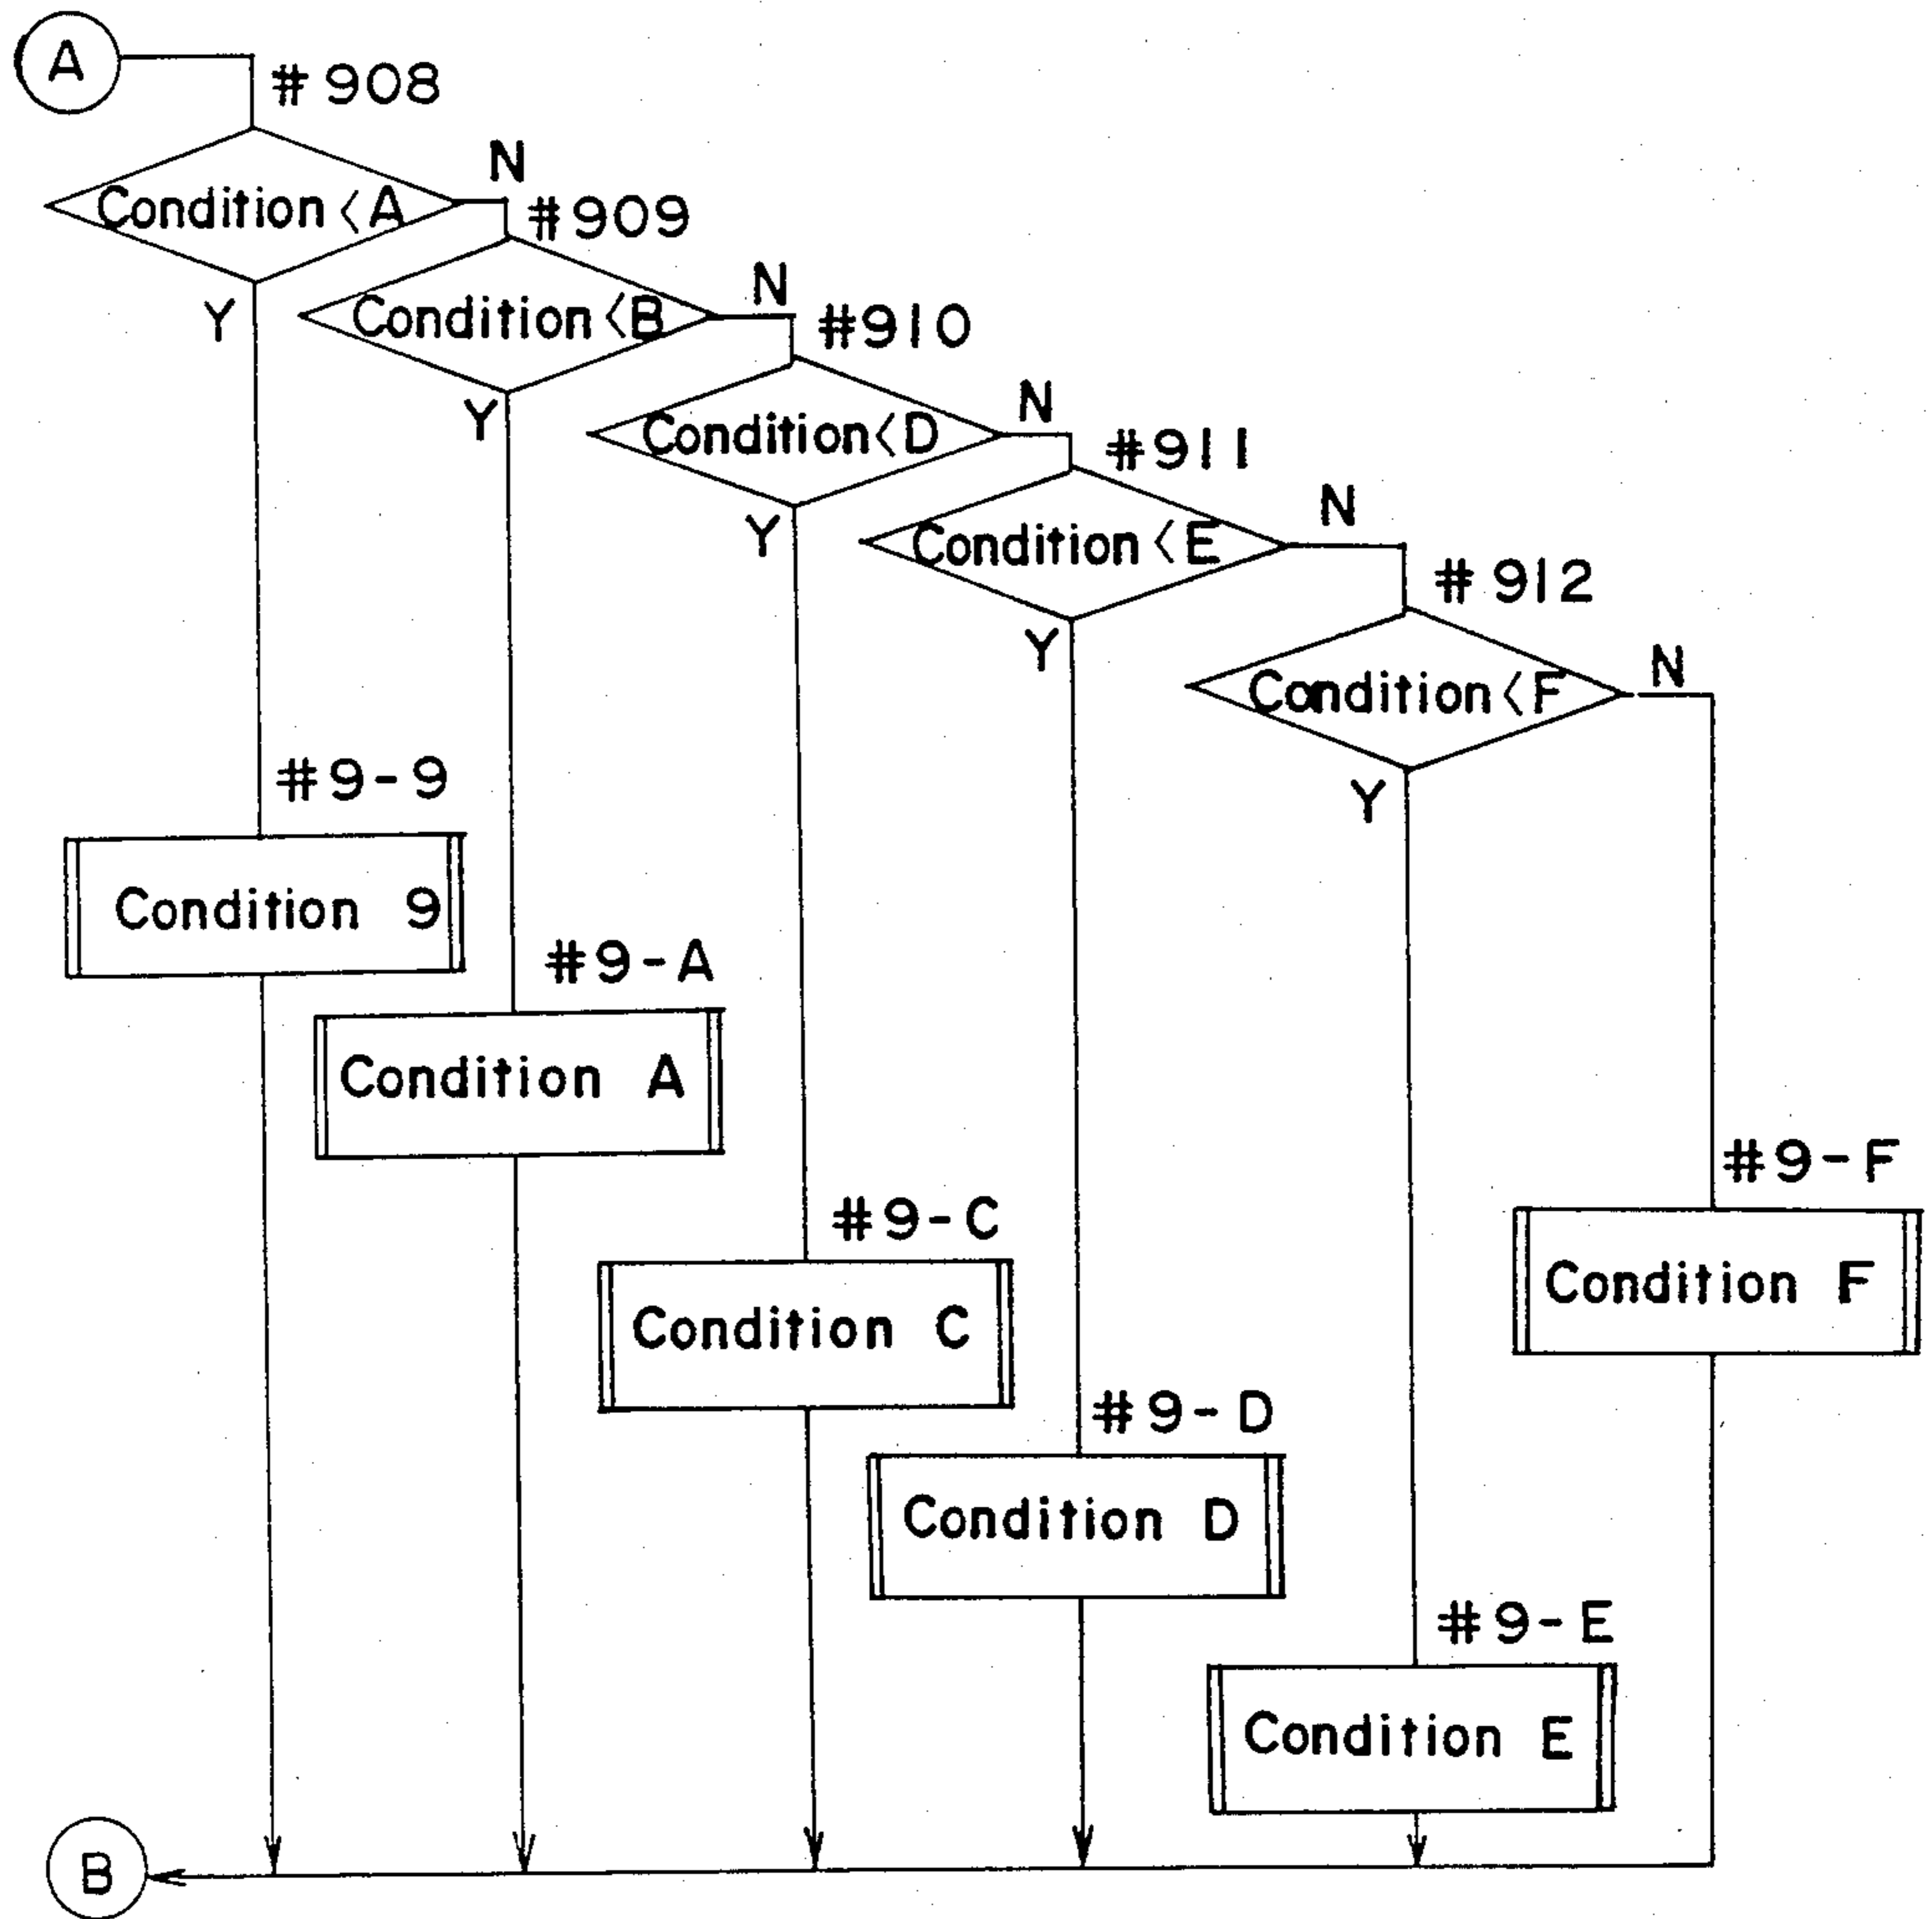 A
#908
Condition <A
N
#909
Y
Condition <B
N
#910
Y
Condition<D
N
#911
Y
Condition <E
N
#912
Y
Condition <F
N
Y
#9-9
Condition 9
#9-A
Condition A
#9-F
#9-C
Condition F
Condition C
#9-D
Condition D
#9-E
Condition E
B